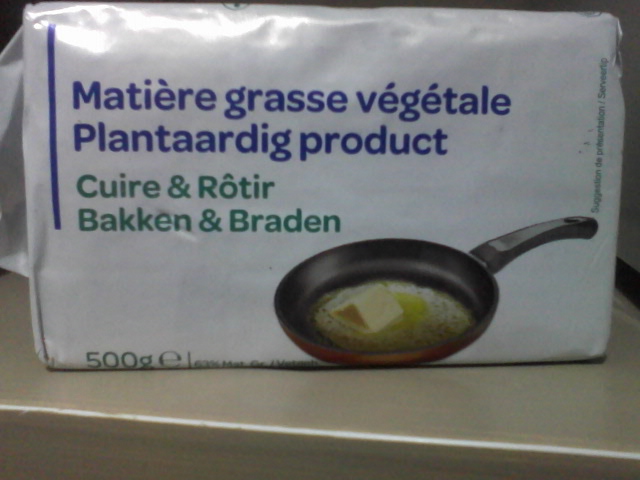 Matière grasse végétale
Plantaardig product
Cuire & Rôtir
Bakken & Braden
500g e
Suggestion de présentation / Serveertip